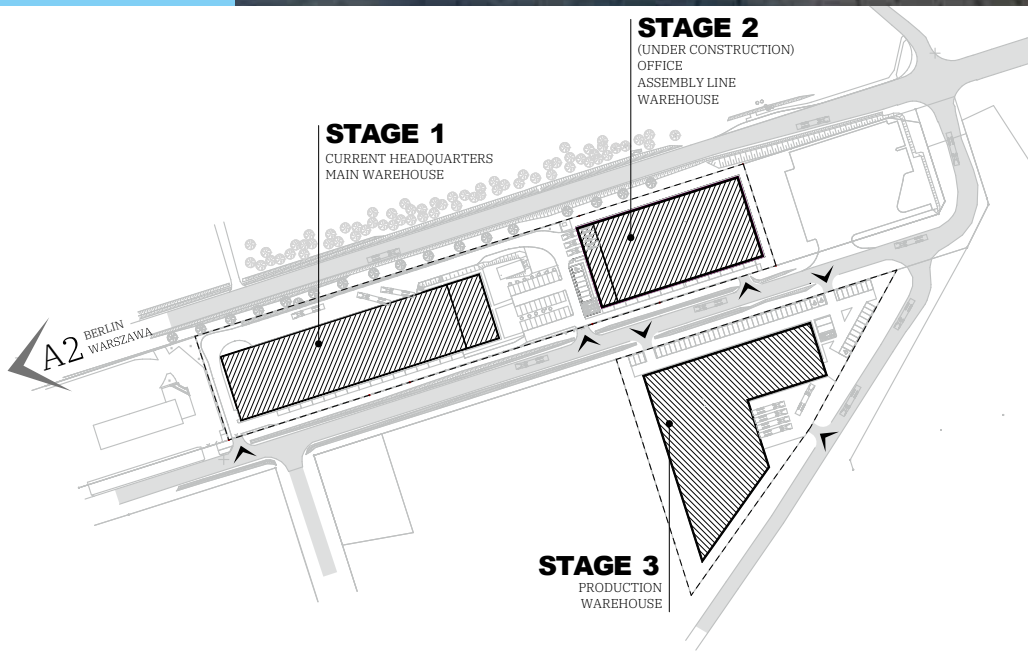 STAGE 2
(UNDER CONSTRUCTION)
OFFICE
ASSEMBLY LINE
WAREHOUSE
STAGE 1
CURRENT HEADQUARTERS
MAIN WAREHOUSE
A2
BERLIN
WARSZAWA
STAGE 3
PRODUCTION
WAREHOUSE